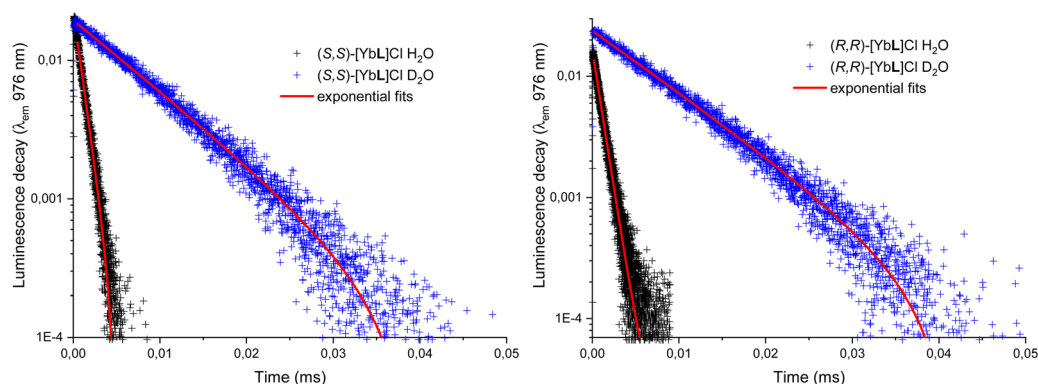 Luminescence decay (λem 976 nm)
0,01
0,001
1E-4
(S,S)-[YbL]Cl H2O
(S,S)-[YbL]Cl D2O
exponential fits
0,00 0,01 0,02 0,03 0,04 0,05
Time (ms)
Luminescence decay (λem 976 nm)
0,01
0,001
1E-4
(R,R)-[YbL]Cl H2O
(R,R)-[YbL]Cl D2O
exponential fits
0,00 0,01 0,02 0,03 0,04 0,05
Time (ms)